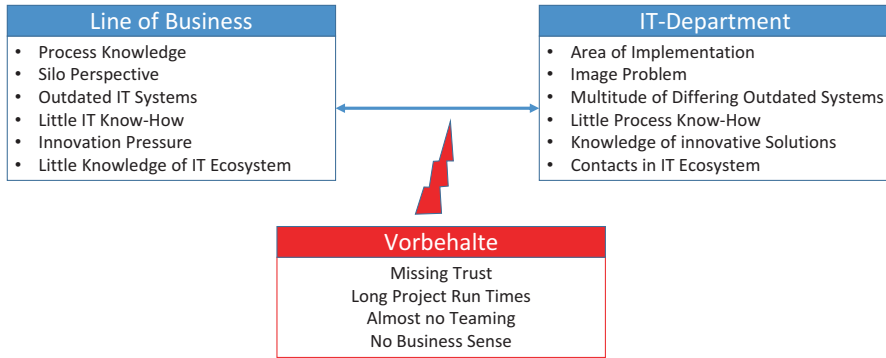 Line of Business
• Process Knowledge
• Silo Perspective
• Outdated IT Systems
• Little IT Know-How
• Innovation Pressure
• Little Knowledge of IT Ecosystem
IT-Department
• Area of Implementation
• Image Problem
• Multitude of Differing Outdated Systems
• Little Process Know-How
• Knowledge of innovative Solutions
• Contacts in IT Ecosystem
Vorbehalte
Missing Trust
Long Project Run Times
Almost no Teaming
No Business Sense